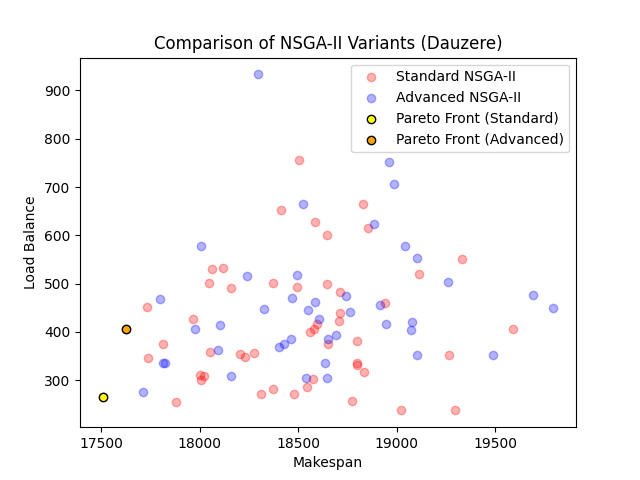 Comparison of NSGA-II Variants (Dauzere)
Standard NSGA-II
Advanced NSGA-II
Pareto Front (Standard)
Pareto Front (Advanced)
Load Balance
900
800
700
600
500
400
300
17500 18000 18500 19000 19500
Makespan